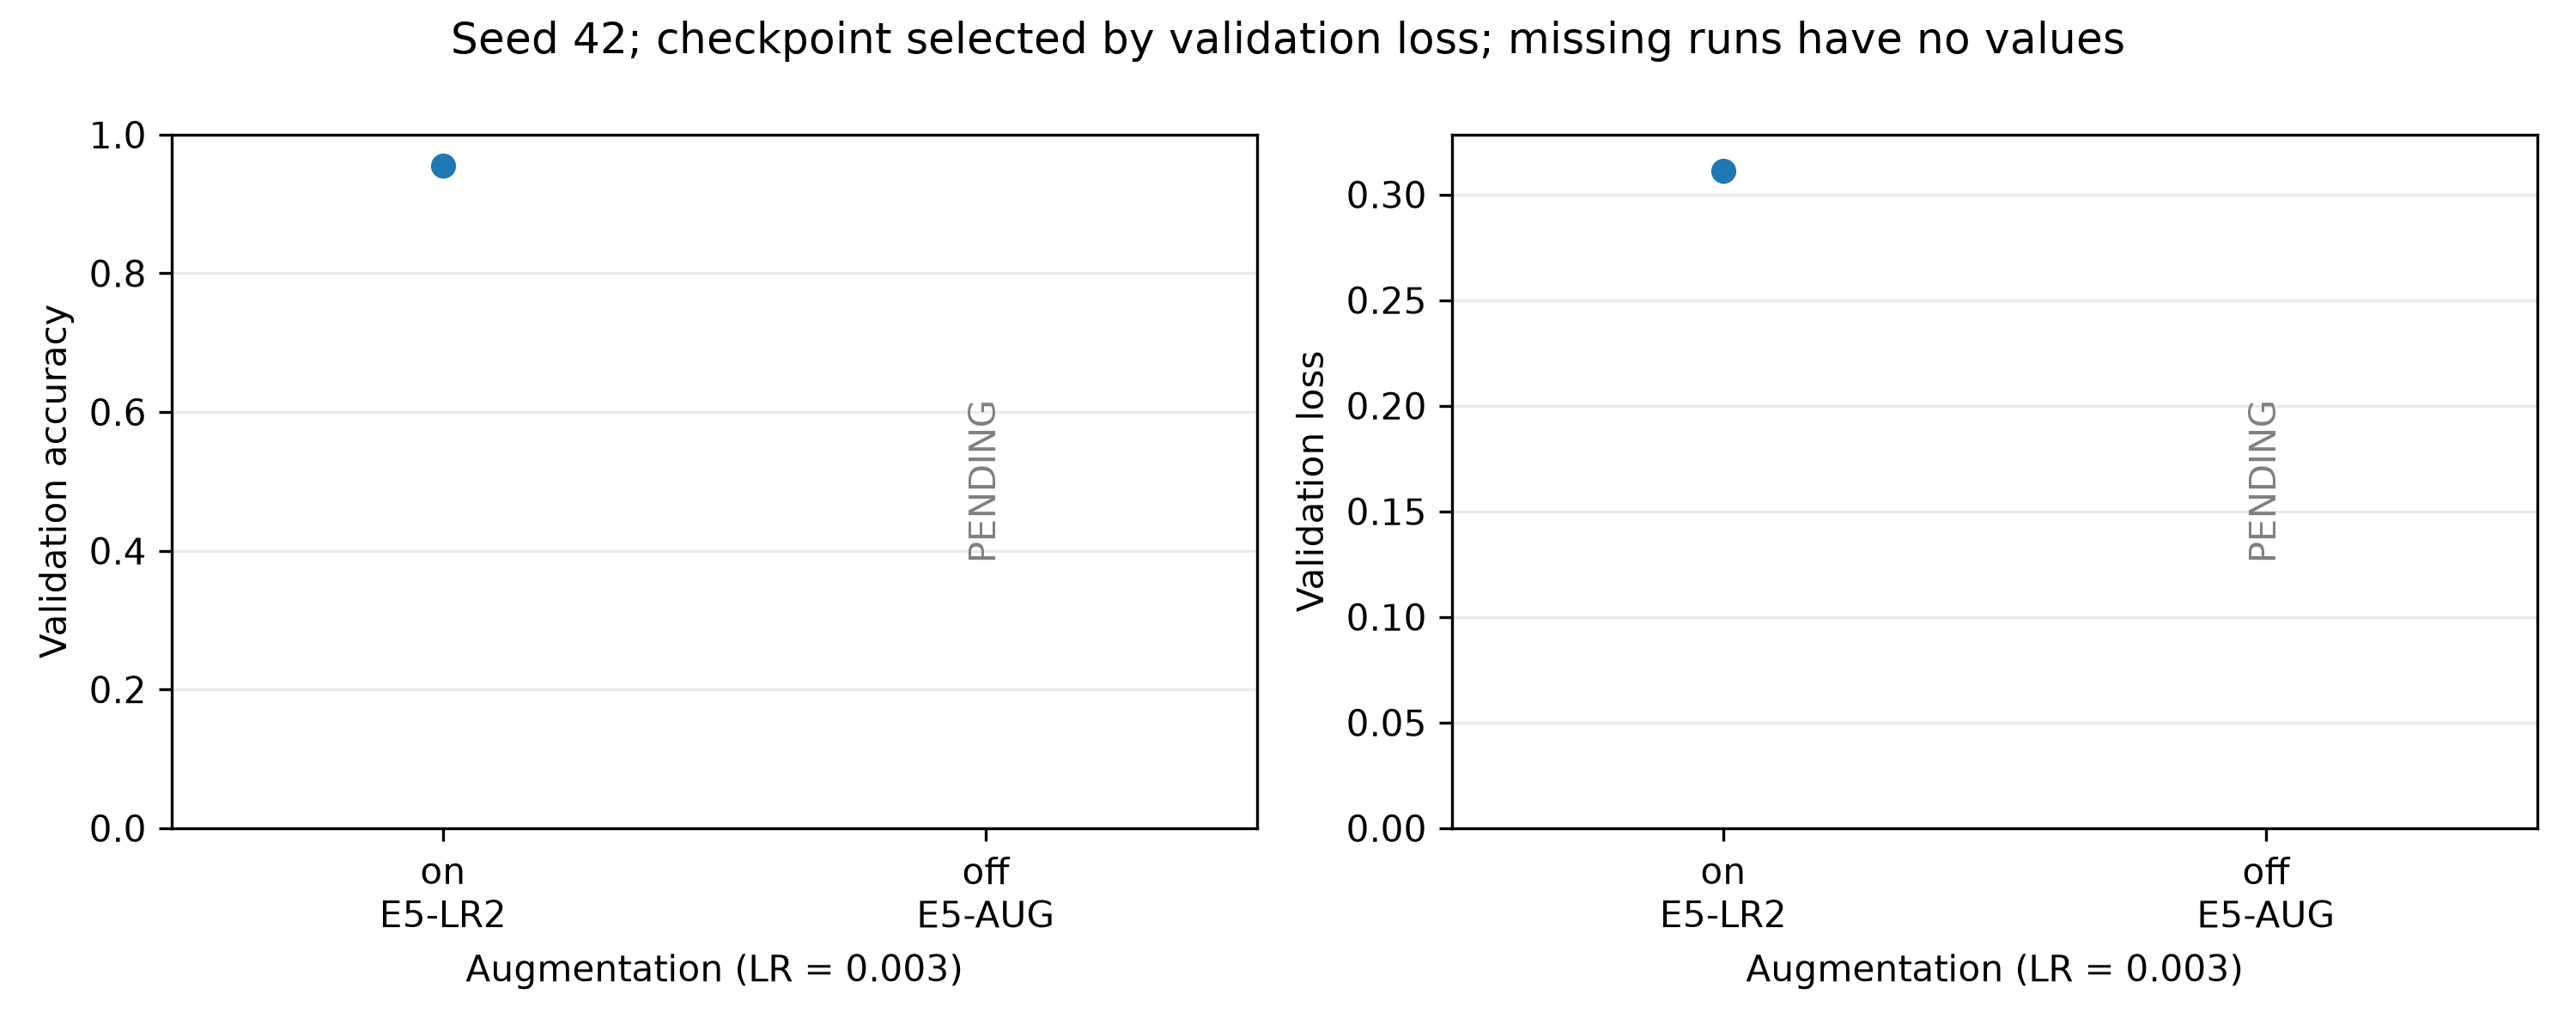 Seed 42; checkpoint selected by validation loss; missing runs have no values
Validation accuracy
1.0
0.8
0.6
0.4
0.2
0.0
PENDING
on
E5-LR2
off
E5-AUG
Augmentation (LR = 0.003)
Validation loss
0.30
0.25
0.20
0.15
0.10
0.05
0.00
PENDING
on
E5-LR2
off
E5-AUG
Augmentation (LR = 0.003)